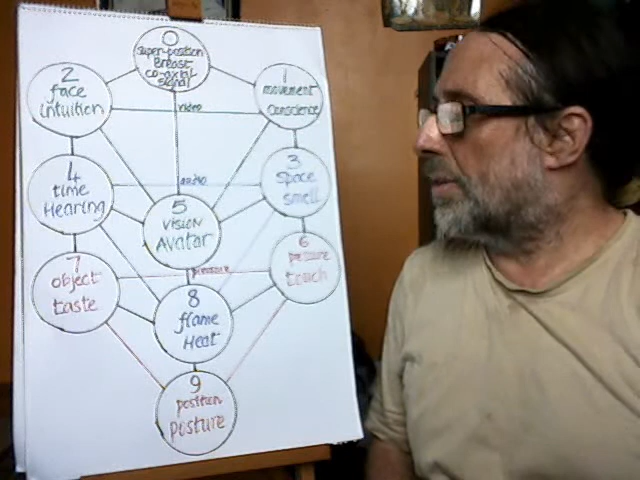 0
super-position
Breast
co-axial
signal
2
face
intuition
1
movement
Conscience
video
4
time
Hearing
audio
3
space
smell
5
vision
Avatar
7
object
taste
pressure
6
pressure
touch
8
frame
Heat
9
position
posture